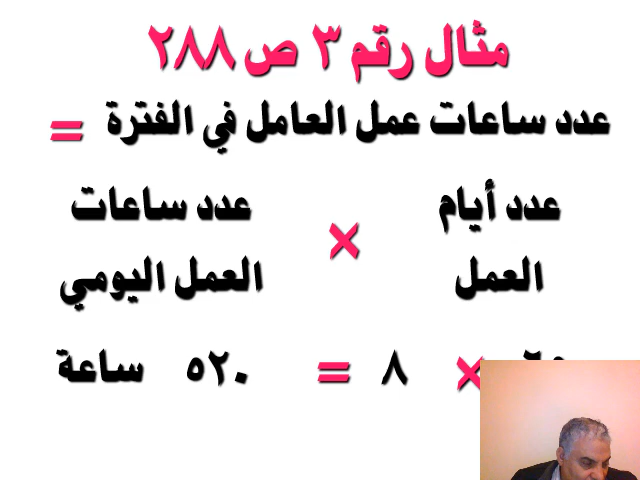 مثال رقم ٣ ص ٢٨٨
عدد ساعات عمل العامل في الفترة =
عدد أيام العمل × عدد ساعات العمل اليومي
× ٨ = ٥٢٠ ساعة